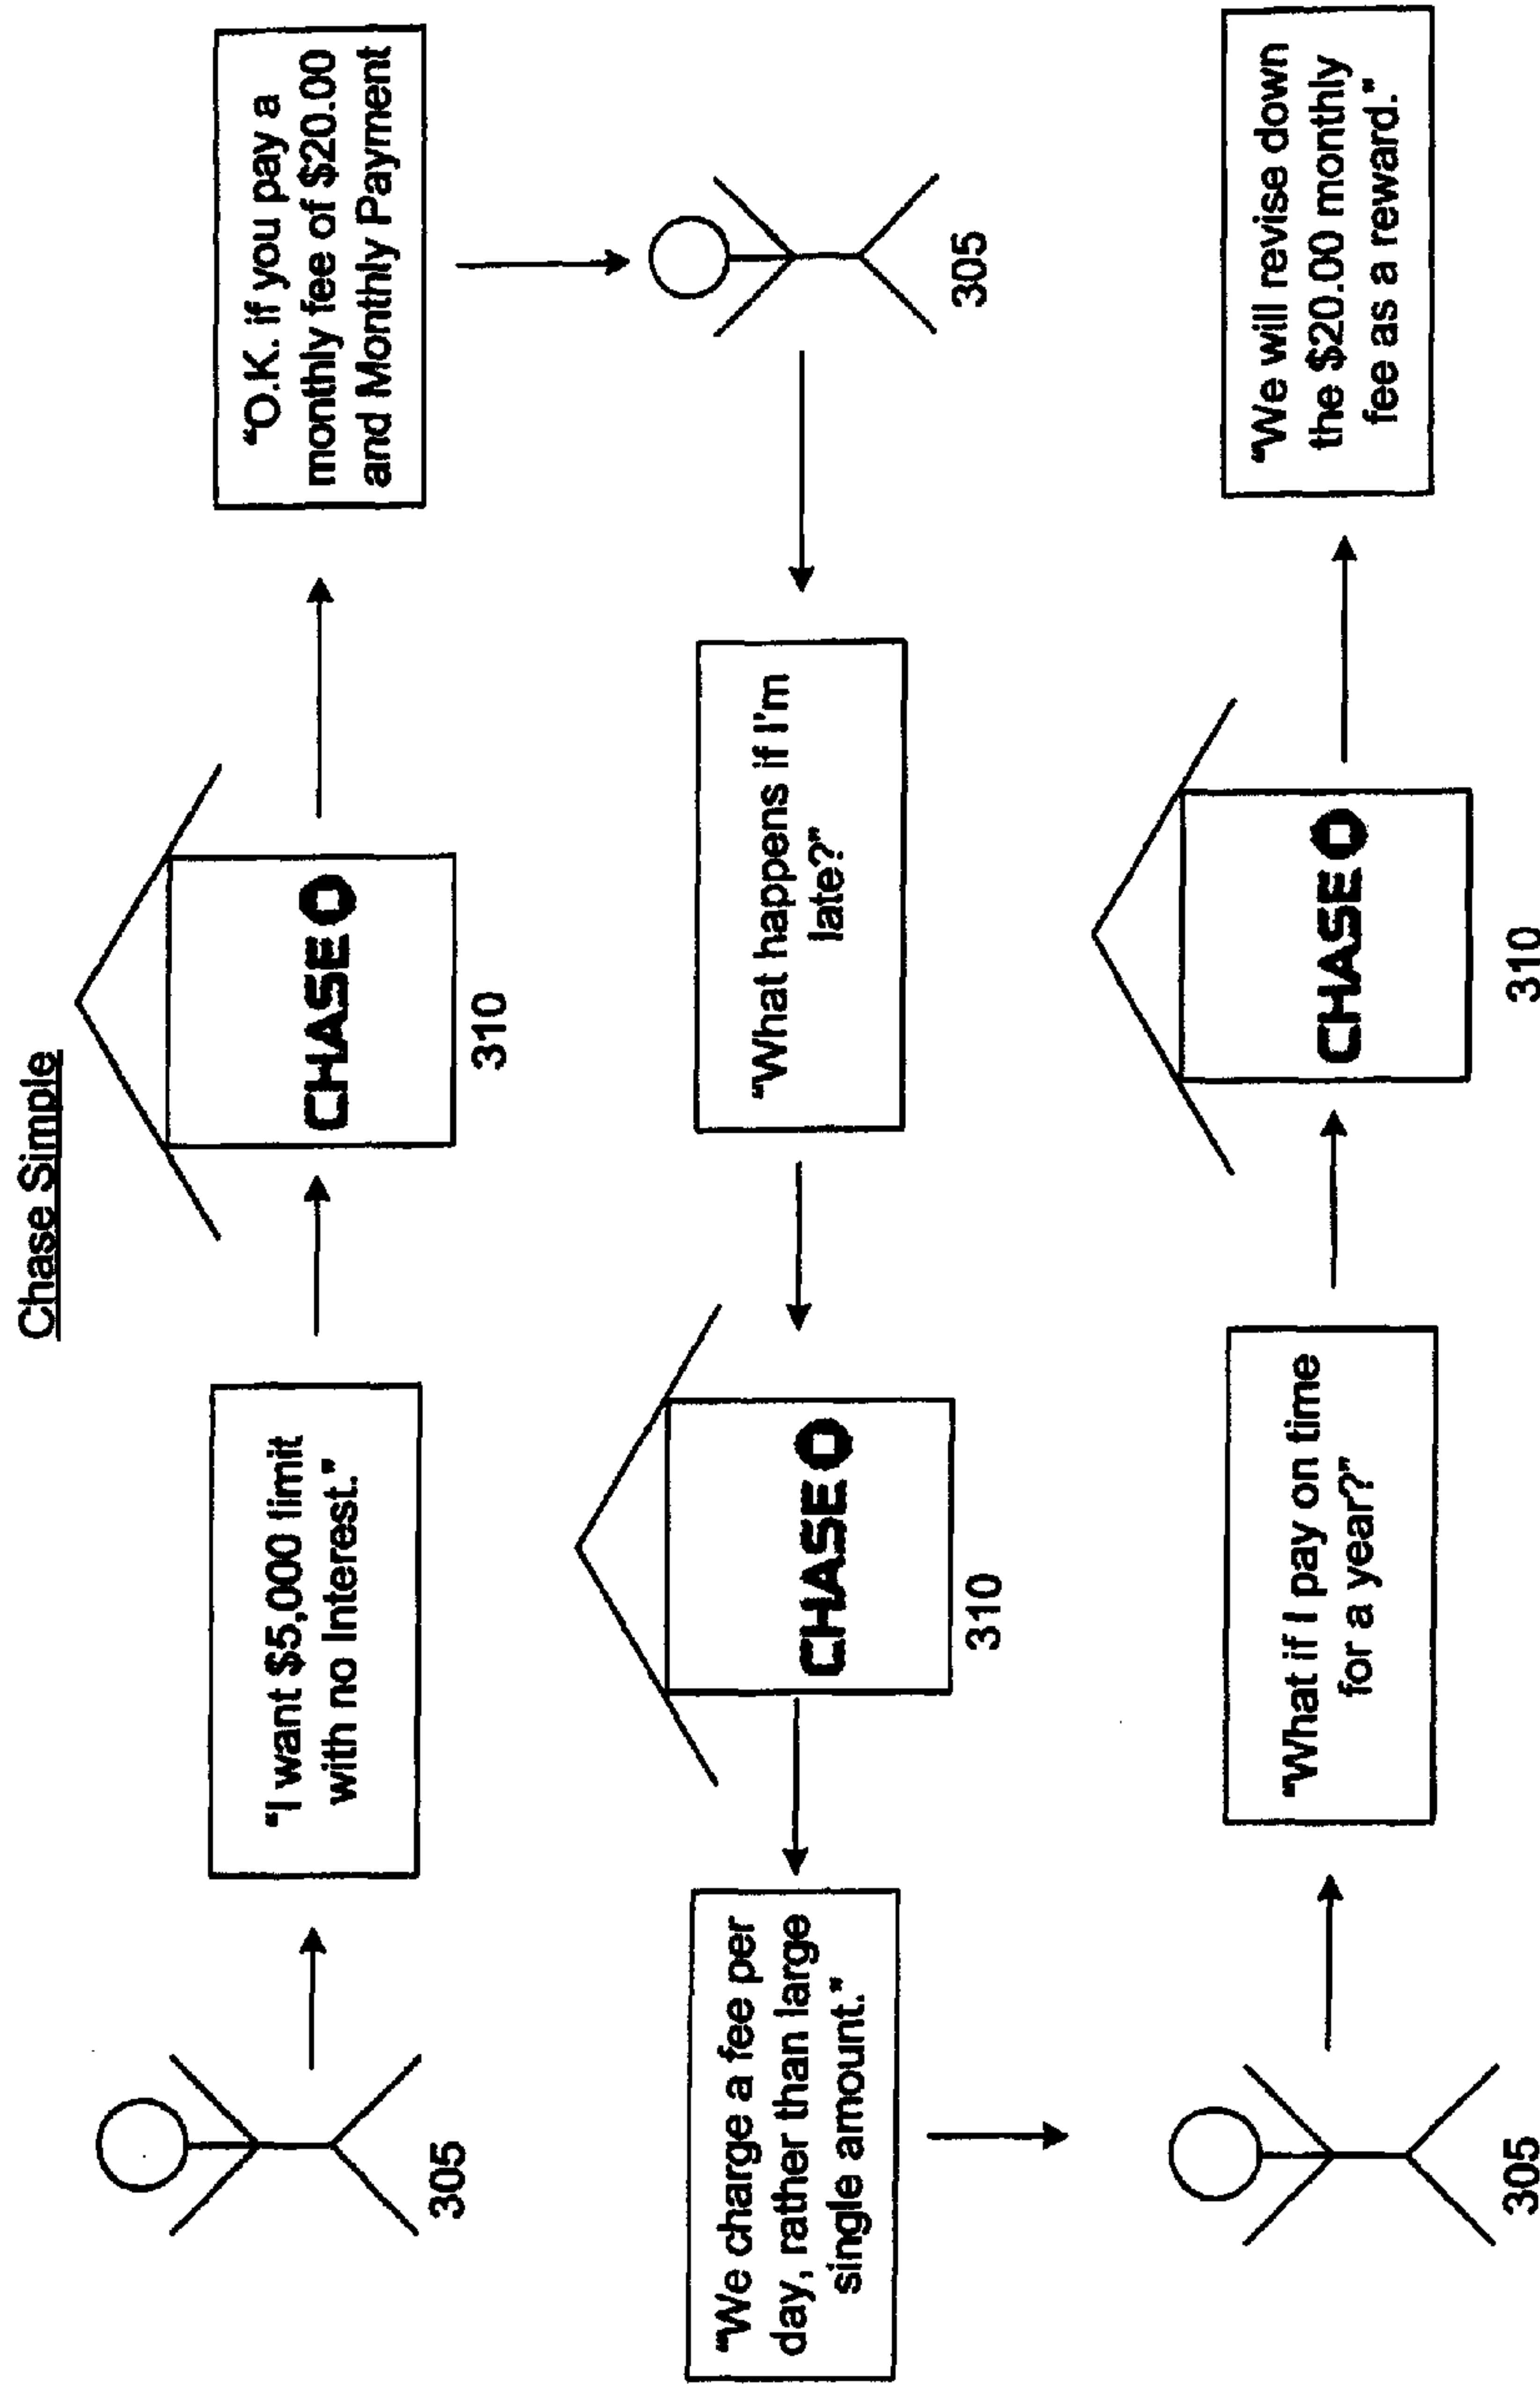 Chase Simple
"I want $5,000 limit
with no Interest."
CHASE
"O.K. if you pay a
monthly fee of $20.00
and Monthly Payment
305
310
305
"What happens if I'm
late?"
CHASE
310
"We charge a fee per
day, rather than large
single amount."
305
"What if I pay on time
for a year?"
CHASE
310
"We will revise down
the $20.00 monthly
fee as a reward."